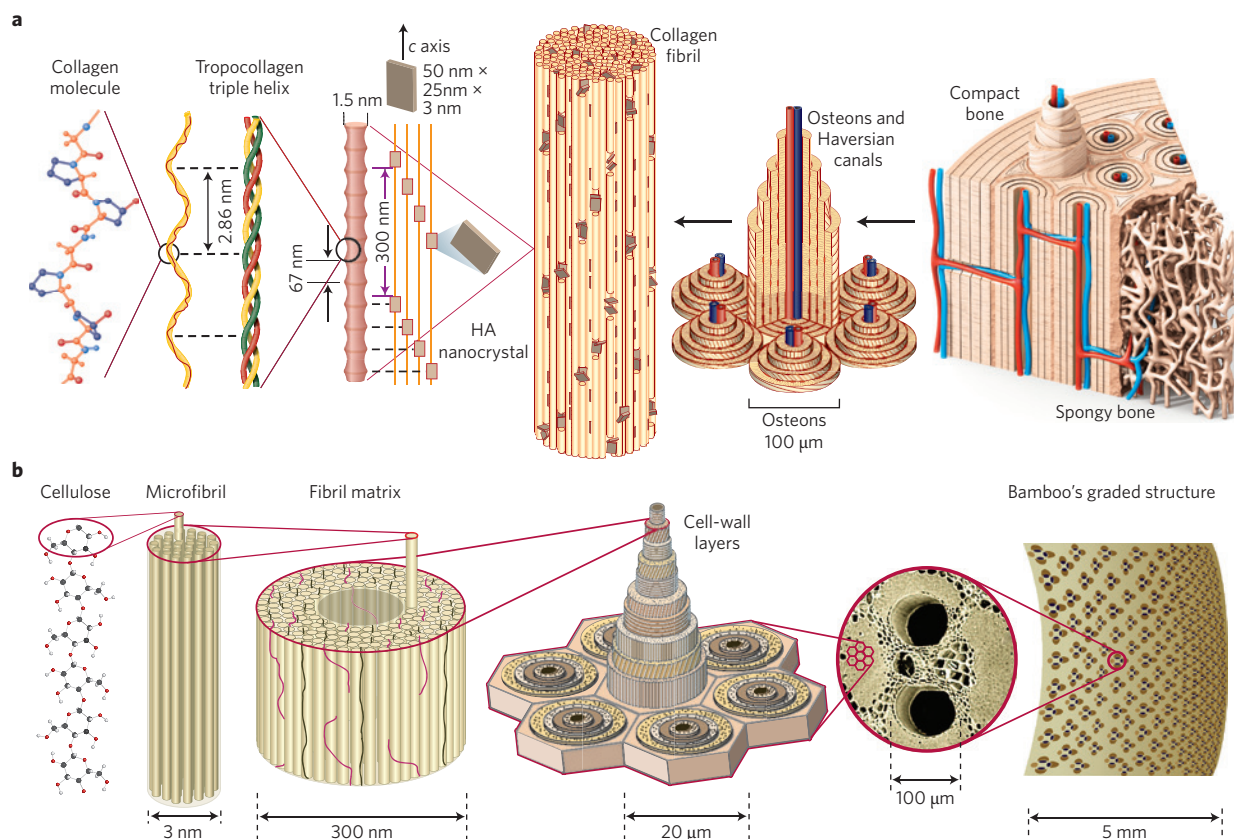 a
Collagen
molecule
Tropocollagen
triple helix
c axis
50 nm ×
25nm ×
3 nm
1.5 nm
2.86 nm
67 nm
300 nm
HA
nanocrystal
Collagen
fibril
Osteons and
Haversian
canals
Osteons
100 μm
Compact
bone
Spongy bone
b
Cellulose
Microfibril
Fibril matrix
Cell-wall
layers
Bamboo's graded structure
3 nm
300 nm
20 μm
100 μm
5 mm